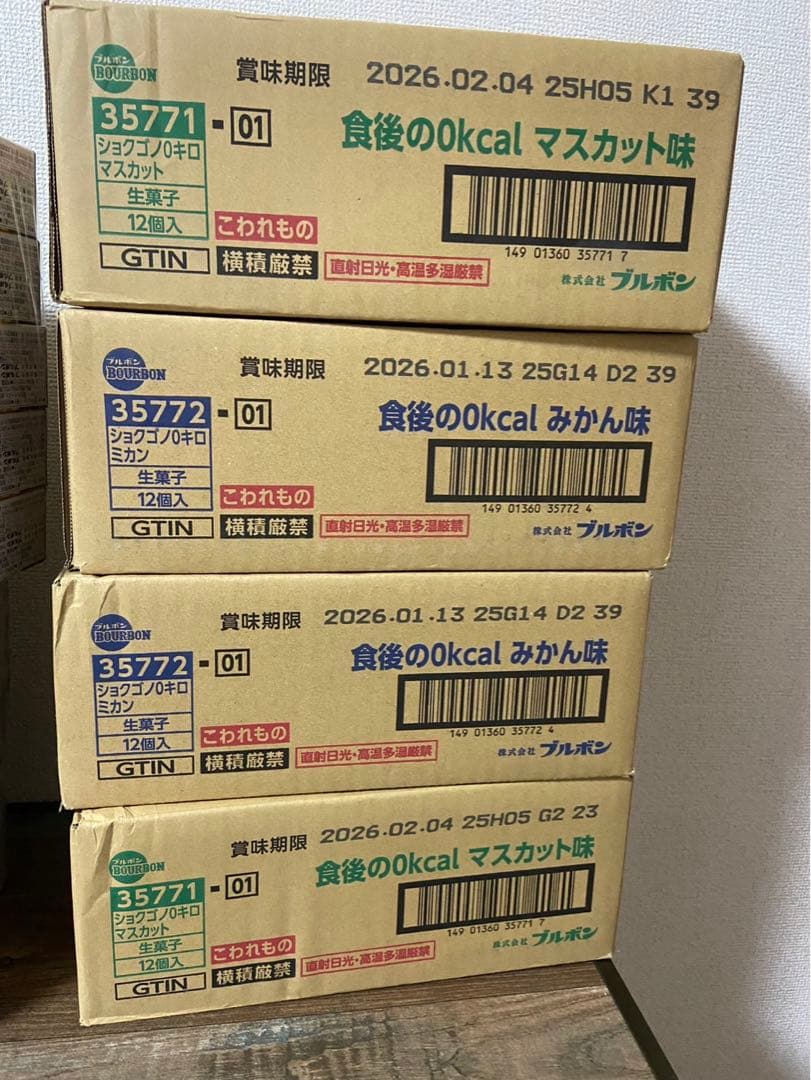 ブルボン
BOURBON
賞味期限 2026.02.04 25H05 K1 39
35771-01
食後の0kcal マスカット味
ショクゴノ0キロ
マスカット
生菓子
12個入
こわれもの
GTIN
横積厳禁
直射日光・高温多湿厳禁
149 01360 35771 7
株式会社 ブルボン
ブルボン
BOURBON
賞味期限 2026.01.13 25G14 D2 39
35772-01
食後の0kcal みかん味
ショクゴノ0キロ
ミカン
生菓子
12個入
こわれもの
GTIN
横積厳禁
直射日光・高温多湿厳禁
149 01360 35772 4
株式会社 ブルボン
ブルボン
BOURBON
賞味期限 2026.01.13 25G14 D2 39
35772-01
食後の0kcal みかん味
ショクゴノ0キロ
ミカン
生菓子
12個入
こわれもの
GTIN
横積厳禁
直射日光・高温多湿厳禁
149 01360 35772 4
株式会社 ブルボン
ブルボン
BOURBON
賞味期限 2026.02.04 25H05 G2 23
35771-01
食後の0kcal マスカット味
ショクゴノ0キロ
マスカット
生菓子
12個入
こわれもの
GTIN
横積厳禁
直射日光・高温多湿厳禁
149 01360 35771 7
株式会社 ブルボン